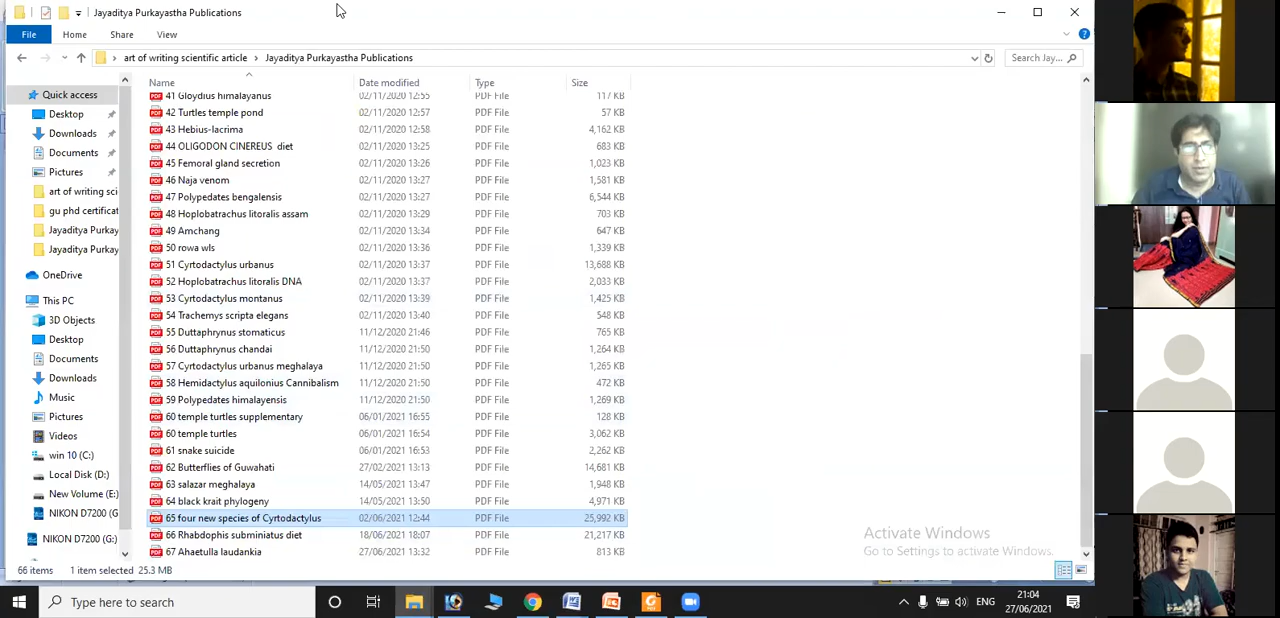 Jayaditya Purkayastha Publications
File Home Share View
art of writing scientific article Jayaditya Purkayastha Publications Search Jay...
Name Date modified Type Size
Quick access
Desktop
Downloads
Documents
Pictures
art of writing sci
gu phd certificat
Jayaditya Purkay
Jayaditya Purkay
OneDrive
This PC
3D Objects
Desktop
Documents
Downloads
Music
Pictures
Videos
win 10 (C:)
Local Disk (D:)
New Volume (E:)
NIKON D7200 (G
NIKON D7200 (G:)
41 Gloydius himalayanus 02/11/2020 12:55 PDF File 117 KB
42 Turtles temple pond 02/11/2020 12:57 PDF File 57 KB
43 Hebius-lacrima 02/11/2020 12:58 PDF File 4,162 KB
44 OLIGODON CINEREUS diet 02/11/2020 13:25 PDF File 683 KB
45 Femoral gland secretion 02/11/2020 13:26 PDF File 1,023 KB
46 Naja venom 02/11/2020 13:27 PDF File 1,581 KB
47 Polypedates bengalensis 02/11/2020 13:27 PDF File 6,544 KB
48 Hoplobatrachus litoralis assam 02/11/2020 13:29 PDF File 703 KB
49 Amchang 02/11/2020 13:34 PDF File 647 KB
50 rowa wls 02/11/2020 13:36 PDF File 1,339 KB
51 Cyrtodactylus urbanus 02/11/2020 13:37 PDF File 13,688 KB
52 Hoplobatrachus litoralis DNA 02/11/2020 13:37 PDF File 2,033 KB
53 Cyrtodactylus montanus 02/11/2020 13:39 PDF File 1,425 KB
54 Trachemys scripta elegans 02/11/2020 13:40 PDF File 548 KB
55 Duttaphrynus stomaticus 11/12/2020 21:46 PDF File 765 KB
56 Duttaphrynus chandai 11/12/2020 21:50 PDF File 1,264 KB
57 Cyrtodactylus urbanus meghalaya 11/12/2020 21:50 PDF File 1,265 KB
58 Hemidactylus aquilonius Cannibalism 11/12/2020 21:50 PDF File 472 KB
59 Polypedates himalayensis 11/12/2020 21:50 PDF File 1,269 KB
60 temple turtles supplementary 06/01/2021 16:55 PDF File 128 KB
60 temple turtles 06/01/2021 16:54 PDF File 3,062 KB
61 snake suicide 06/01/2021 16:53 PDF File 2,262 KB
62 Butterflies of Guwahati 27/02/2021 13:13 PDF File 14,681 KB
63 salazar meghalaya 14/05/2021 13:47 PDF File 1,948 KB
64 black krait phylogeny 14/05/2021 13:50 PDF File 4,971 KB
65 four new species of Cyrtodactylus 02/06/2021 12:44 PDF File 25,992 KB
66 Rhabdophis subminiatus diet 18/06/2021 18:07 PDF File 21,217 KB
67 Ahaetulla laudankia 27/06/2021 13:32 PDF File 813 KB
Activate Windows
Go to Settings to activate Windows.
66 items 1 item selected 25.3 MB
Type here to search
ENG
21:04
27/06/2021